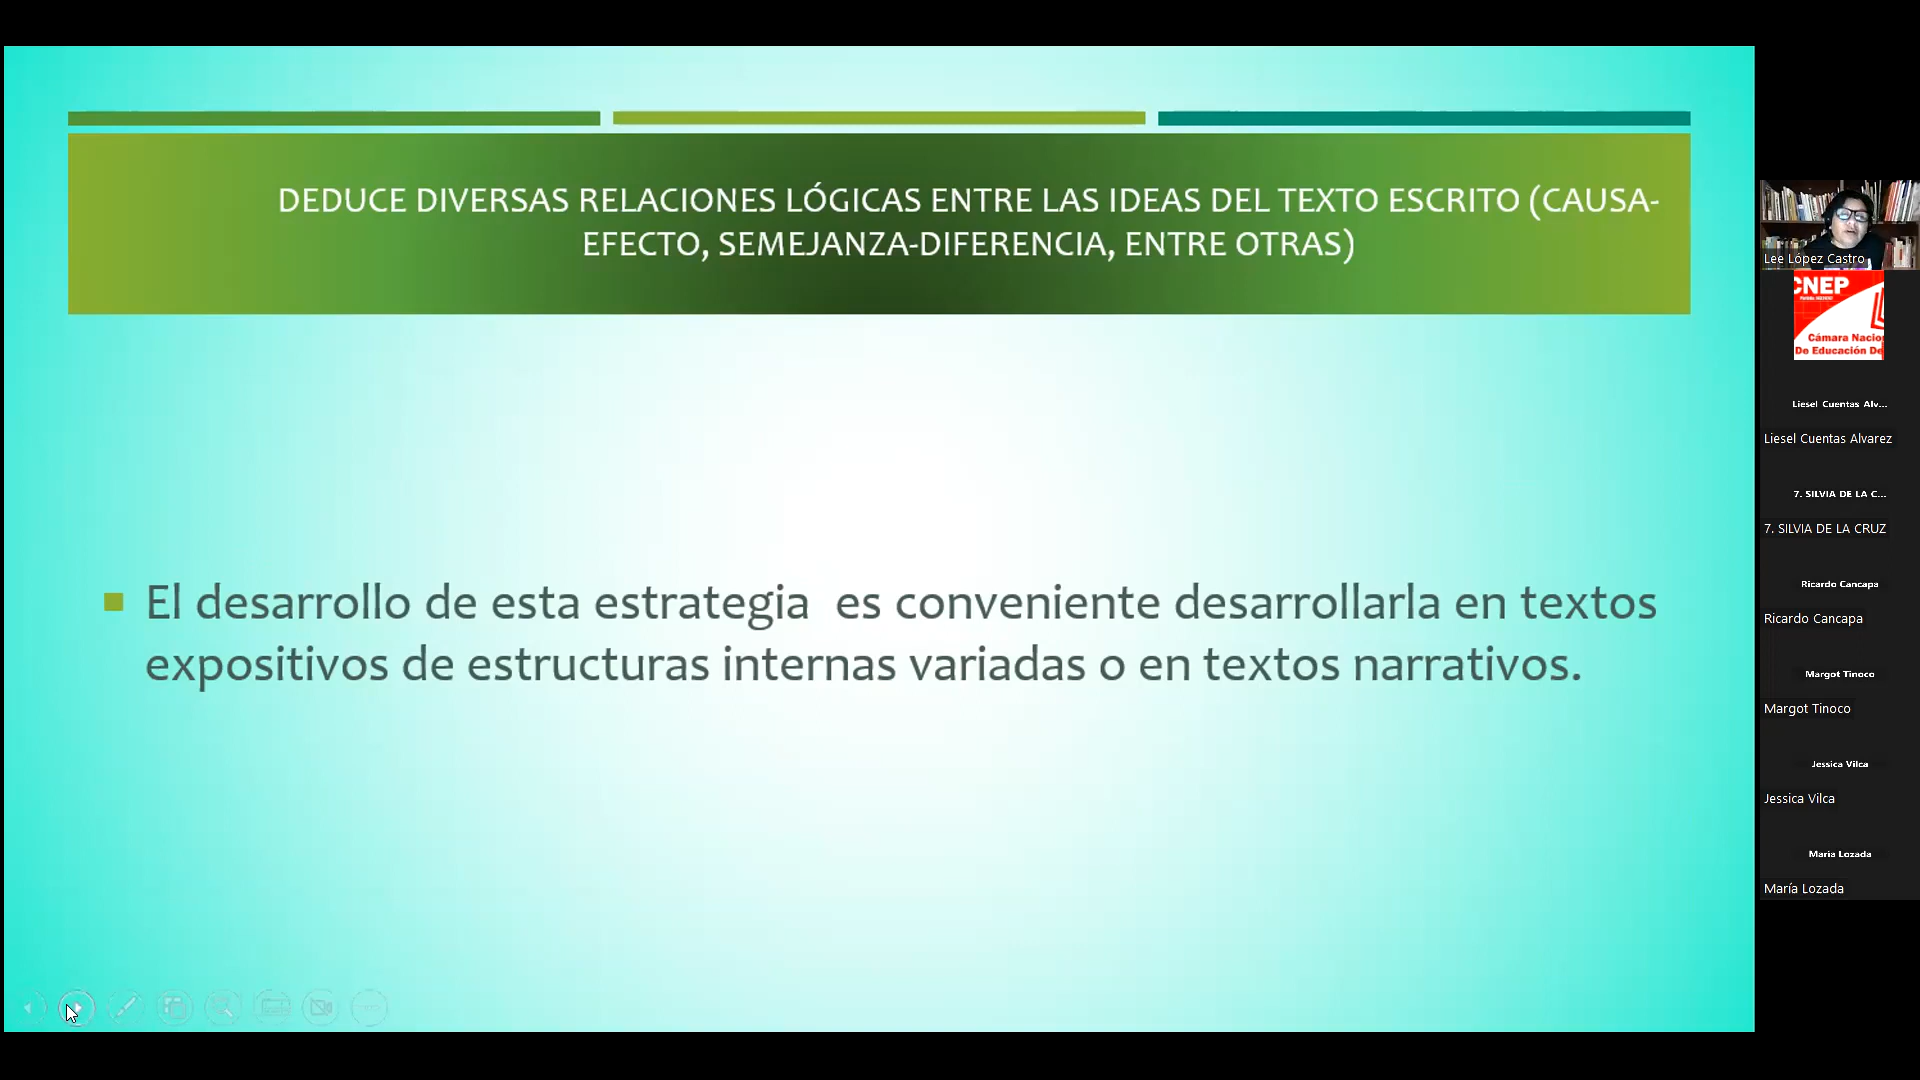 DEDUCE DIVERSAS RELACIONES LÓGICAS ENTRE LAS IDEAS DEL TEXTO ESCRITO (CAUSA-
EFECTO, SEMEJANZA-DIFERENCIA, ENTRE OTRAS)
El desarrollo de esta estrategia es conveniente desarrollarla en textos
expositivos de estructuras internas variadas o en textos narrativos.
Lee López Castro
CNEP
Cámara Nacio
De Educación De
Liesel Cuentas Alv...
Liesel Cuentas Alvarez
7. SILVIA DE LA C...
7. SILVIA DE LA CRUZ
Ricardo Cancapa
Ricardo Cancapa
Margot Tinoco
Margot Tinoco
Jessica Vilca
Jessica Vilca
María Lozada
María Lozada